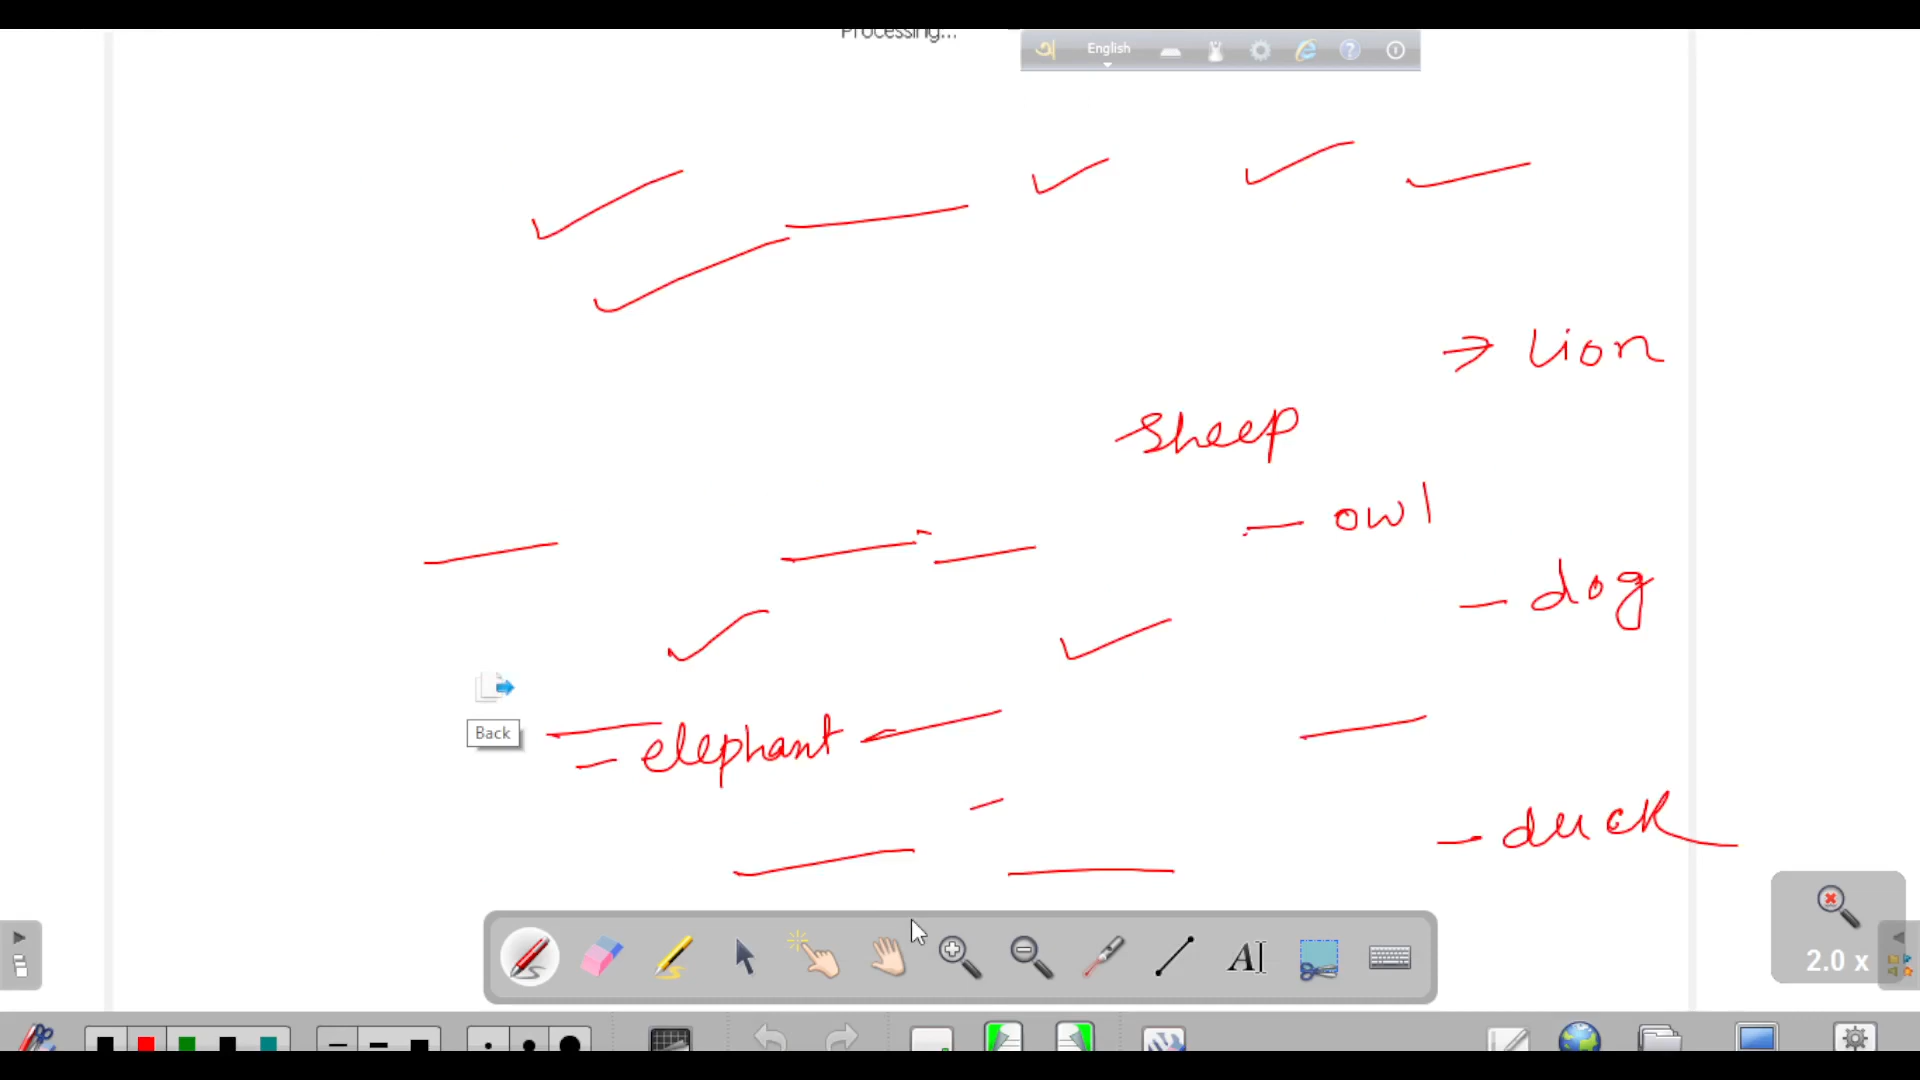 Processing...
English
→ Lion
sheep
- owl
- dog
Back
- elephant
- duck
AI
2.0 x